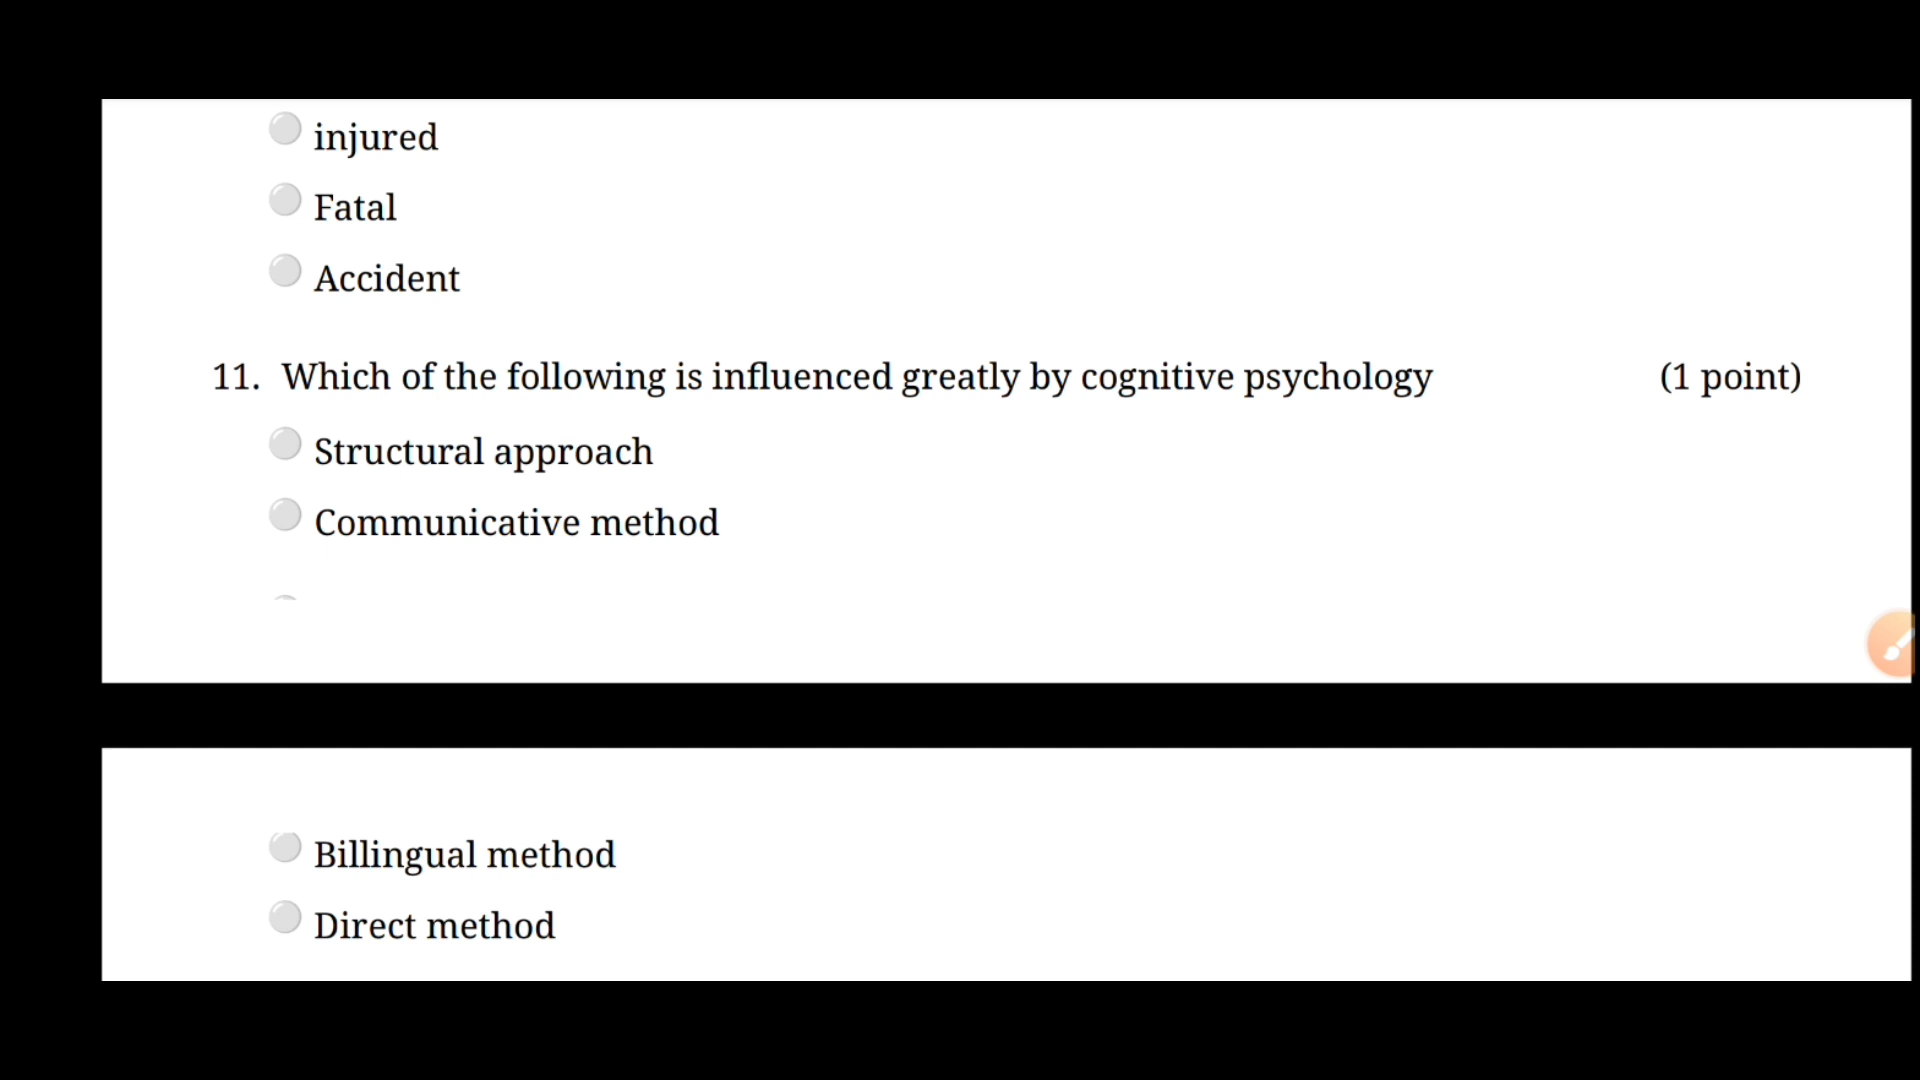 injured
Fatal
Accident
11. Which of the following is influenced greatly by cognitive psychology (1 point)
Structural approach
Communicative method
Billingual method
Direct method